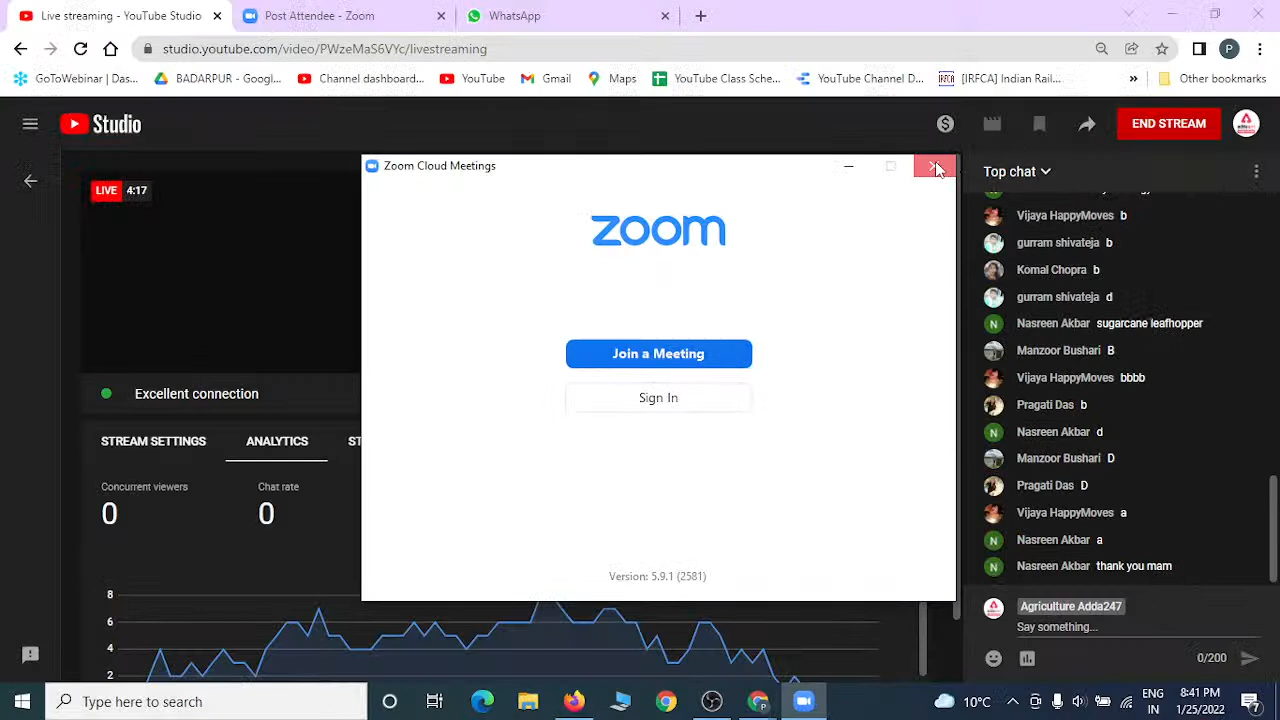 Live streaming - YouTube Studio
Post Attendee - Zoom
WhatsApp
studio.youtube.com/video/PWzeMaS6VYc/livestreaming
P
GoToWebinar | Das...
BADARPUR - Googl...
Channel dashboard...
YouTube
Gmail
Maps
YouTube Class Sche...
YouTube Channel D...
[IRFCA] Indian Rail...
»
Other bookmarks
Studio
END STREAM
LIVE 4:17
Excellent connection
STREAM SETTINGS
ANALYTICS
ST
Concurrent viewers
Chat rate
0
0
8
6
4
2
Zoom Cloud Meetings
zoom
Join a Meeting
Sign In
Version: 5.9.1 (2581)
Top chat
Vijaya HappyMoves b
gurram shivateja b
Komal Chopra b
gurram shivateja d
N Nasreen Akbar sugarcane leafhopper
Manzoor Bushari B
Vijaya HappyMoves bbbb
Pragati Das b
N Nasreen Akbar d
Manzoor Bushari D
Pragati Das D
Vijaya HappyMoves a
N Nasreen Akbar a
N Nasreen Akbar thank you mam
Agriculture Adda247
Say something...
0/200
Type here to search
10°C
ENG
IN
8:41 PM
1/25/2022
7